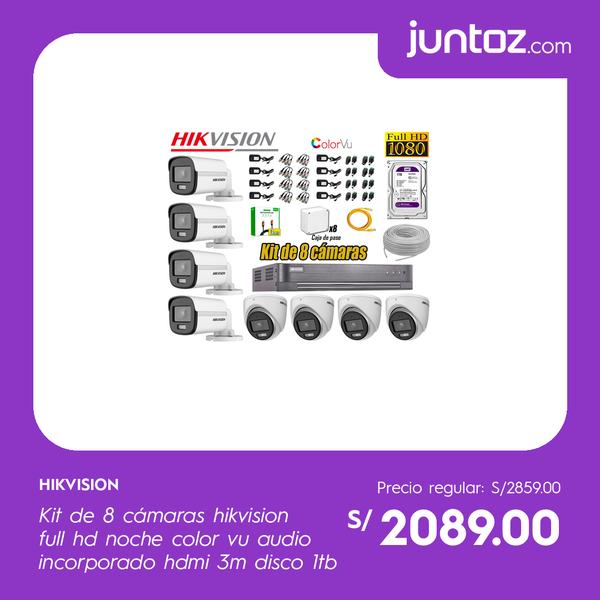 juntoz.com
HIKVISION
ColorVu
Full HD
1080
x8
Caja de pase
Kit de 8 cámaras
HIKVISION
Kit de 8 cámaras hikvision
full hd noche color vu audio
incorporado hdmi 3m disco 1tb
Precio regular: S/2859.00
S/ 2089.00